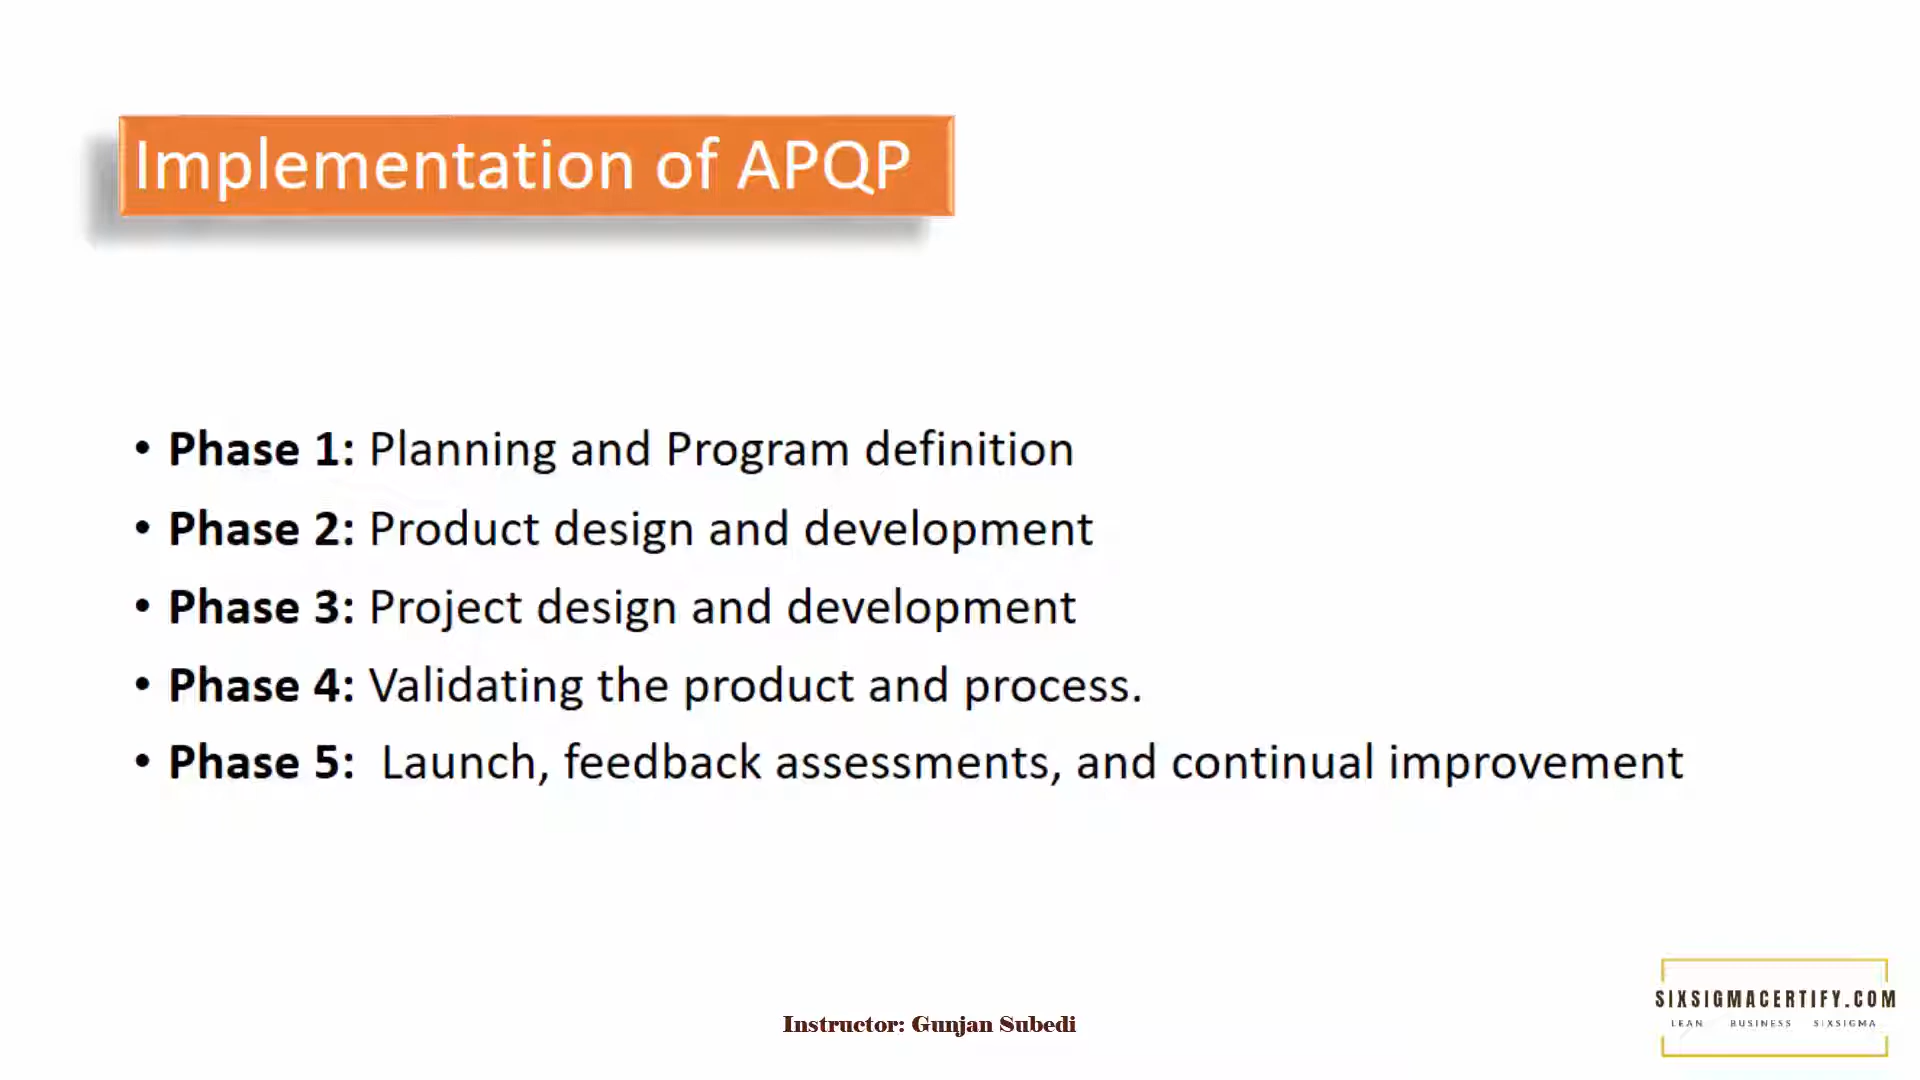 Implementation of APQP
• Phase 1: Planning and Program definition
• Phase 2: Product design and development
• Phase 3: Project design and development
• Phase 4: Validating the product and process.
• Phase 5: Launch, feedback assessments, and continual improvement
Instructor: Gunjan Subedi
SIXSIGMACERTIFY.COM
LEAN BUSINESS SIXSIGMA